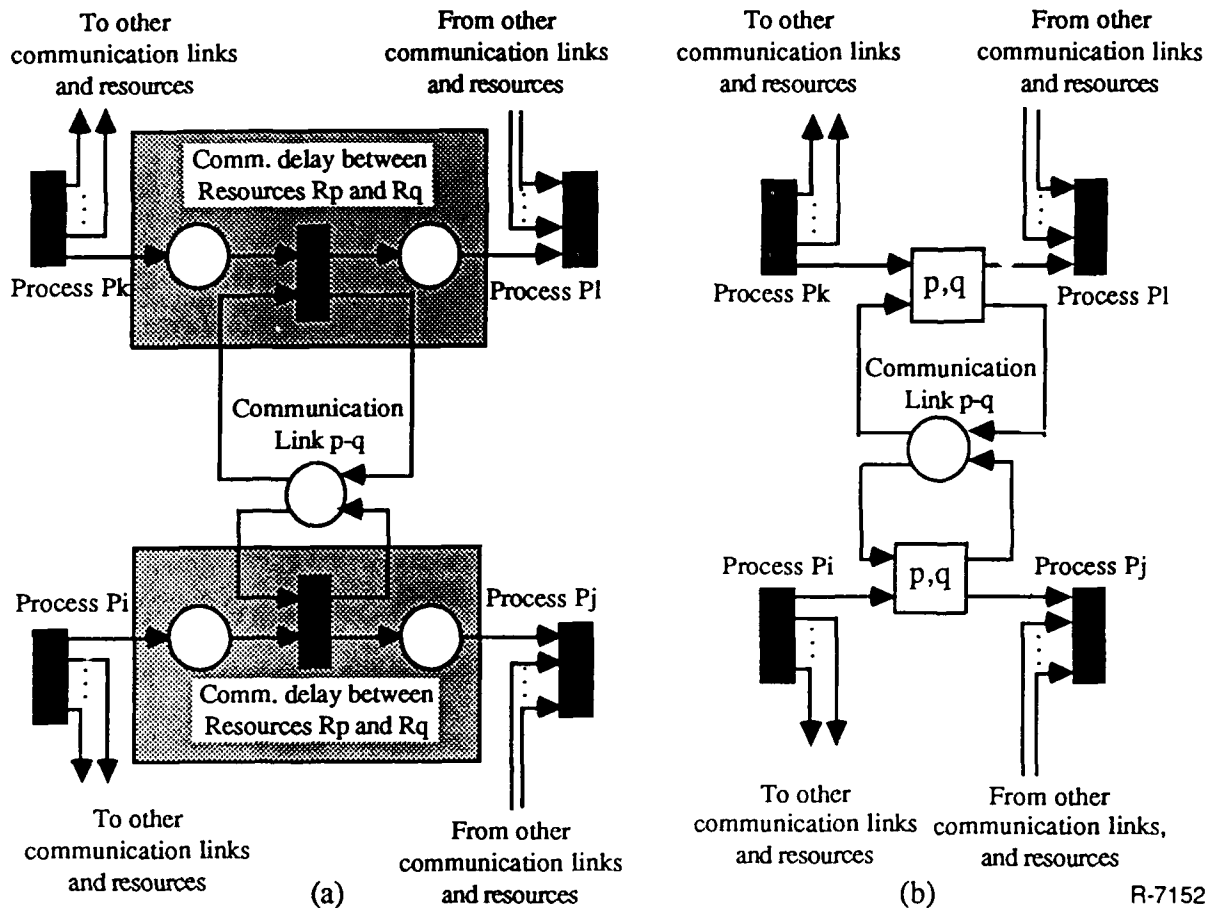 To other
communication links
and resources
From other
communication links
and resources
Comm. delay between
Resources Rp and Rq
Process Pk
Process Pl
Communication
Link p-q
Process Pi
Process Pj
Comm. delay between
Resources Rp and Rq
To other
communication links
and resources
From other
communication links
and resources
(a)
To other
communication links
and resources
From other
communication links
and resources
p,q
Process Pk
Process Pl
Communication
Link p-q
Process Pi
p,q
Process Pj
To other
communication links
and resources
From other
communication links,
and resources
(b)
R-7152